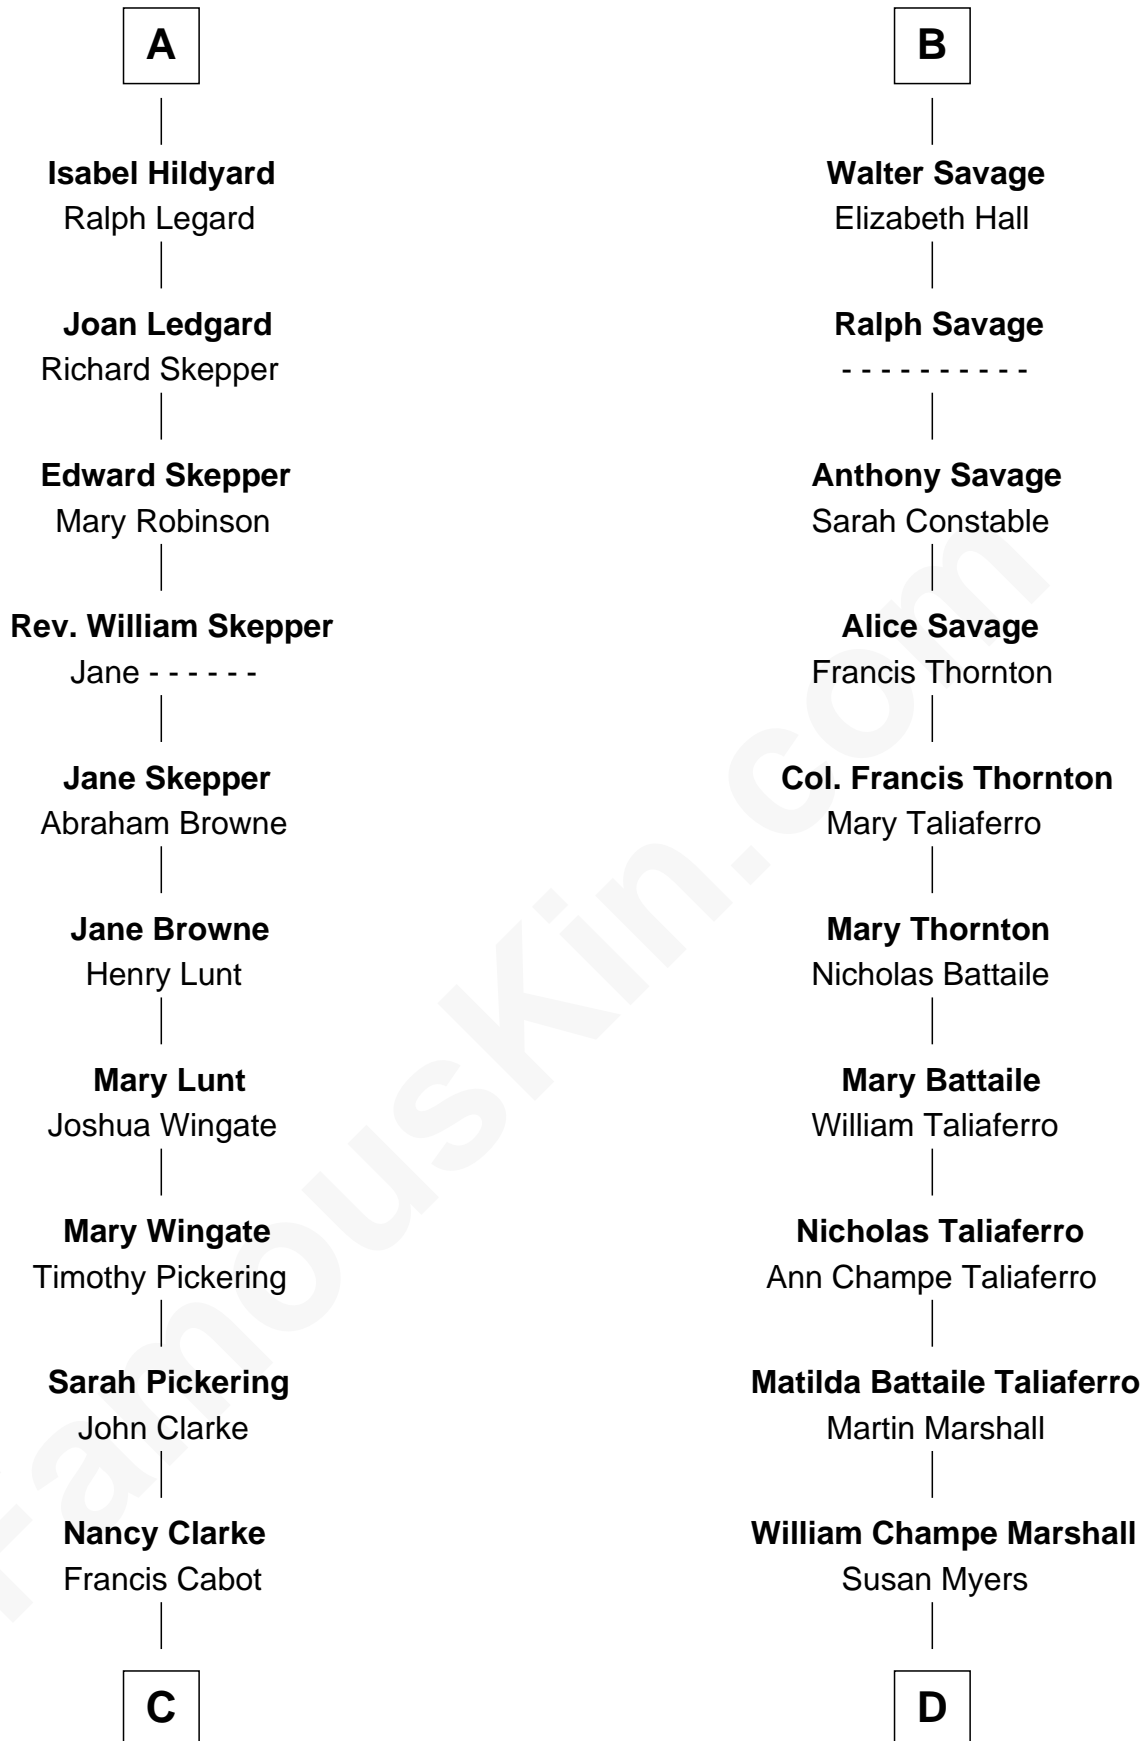 A
Isabel Hildyard
Ralph Legard
Joan Ledgard
Richard Skepper
Edward Skepper
Mary Robinson
Rev. William Skepper
Jane - - - - - -
Jane Skepper
Abraham Browne
Jane Browne
Henry Lunt
Mary Lunt
Joshua Wingate
Mary Wingate
Timothy Pickering
Sarah Pickering
John Clarke
Nancy Clarke
Francis Cabot
C
B
Walter Savage
Elizabeth Hall
Ralph Savage
- - - - - - - - - -
Anthony Savage
Sarah Constable
Alice Savage
Francis Thornton
Col. Francis Thornton
Mary Taliaferro
Mary Thornton
Nicholas Battaile
Mary Battaile
William Taliaferro
Nicholas Taliaferro
Ann Champe Taliaferro
Matilda Battaile Taliaferro
Martin Marshall
William Champe Marshall
Susan Myers
D
FamousKin.com